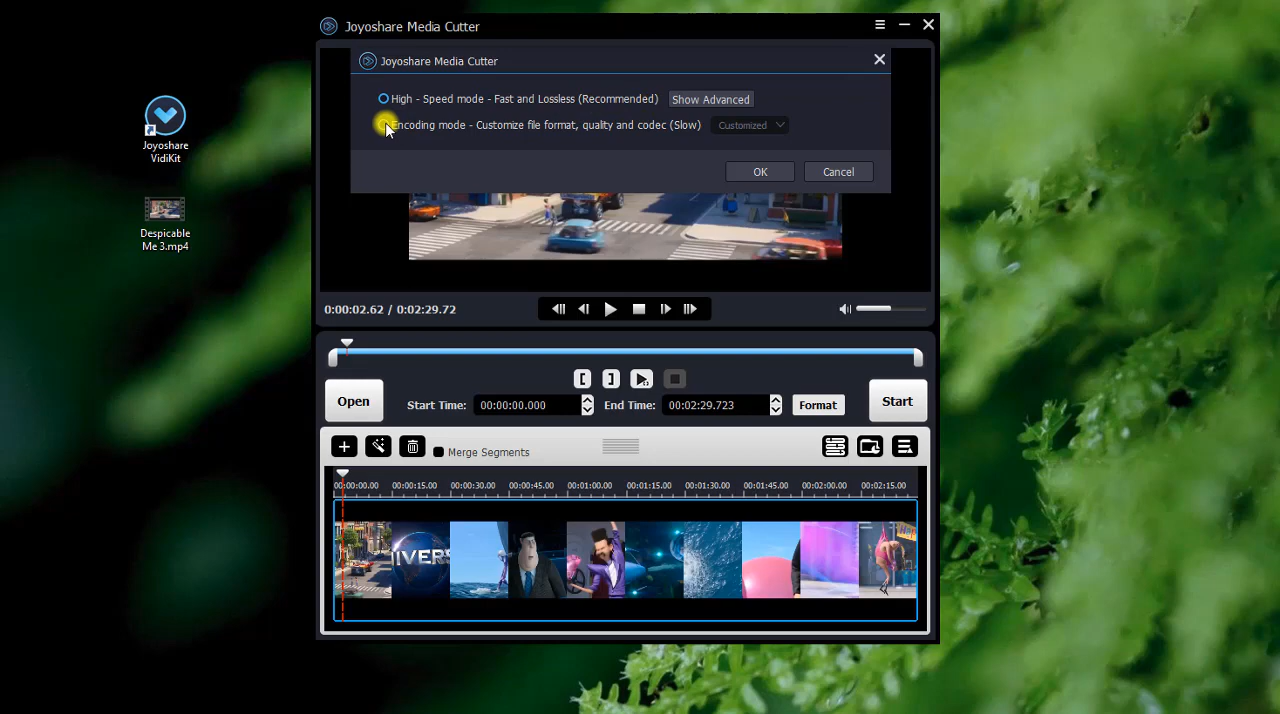 Joyoshare Media Cutter
Joyoshare Media Cutter
High - Speed mode - Fast and Lossless (Recommended) Show Advanced
Encoding mode - Customize file format, quality and codec (Slow) Customized
OK Cancel
Joyoshare
VidiKit
Despicable
Me 3.mp4
0:00:02.62 / 0:02:29.72
Open Start Time: 00:00:00.000 End Time: 00:02:29.723 Format Start
Merge Segments
00:00:00.00 00:00:15.00 00:00:30.00 00:00:45.00 00:01:00.00 00:01:15.00 00:01:30.00 00:01:45.00 00:02:00.00 00:02:15.00
IVERS